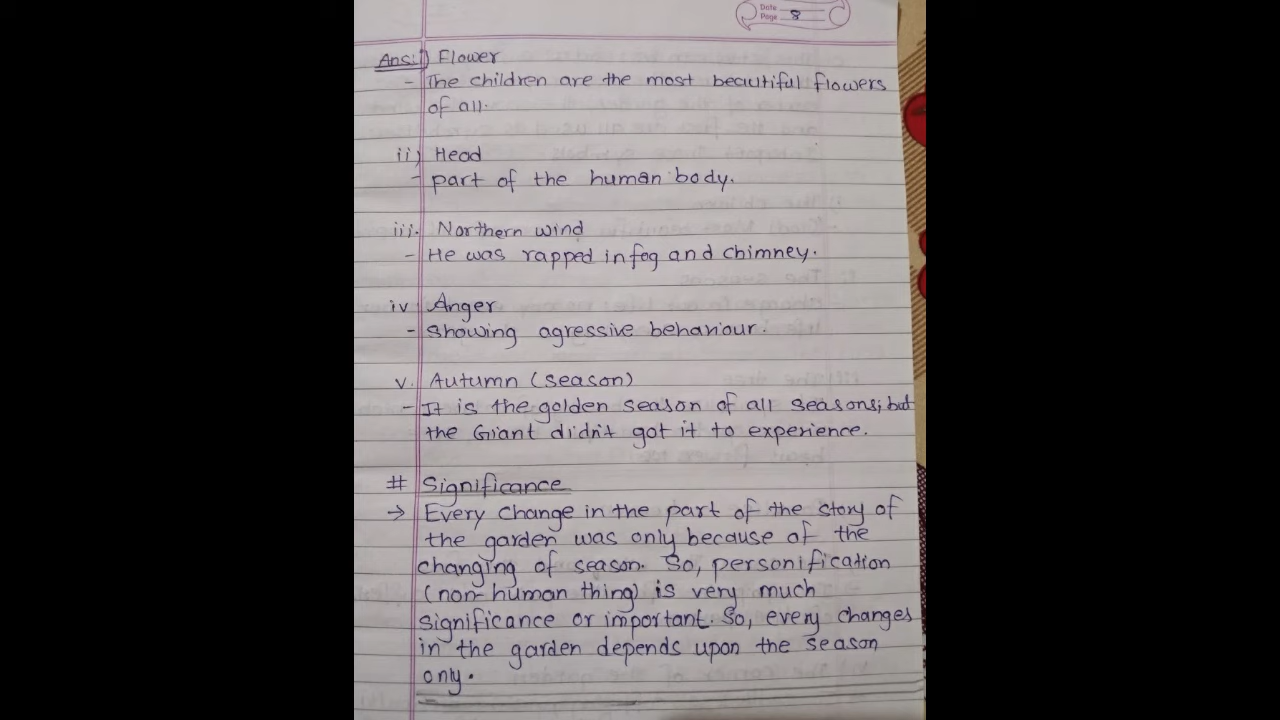 Date
Page 8
Ans:i) Flower
- The children are the most beautiful flowers
of all.
ii) Head
- part of the human body.
iii. Northern wind
- He was rapped in fog and chimney.
iv Anger
- showing agressive behaviour.
v. Autumn (season)
- It is the golden season of all seasons; but
the Giant didn't got it to experience.
# Significance
→ Every change in the part of the story of
the garden was only because of the
changing of season. So, personification
(non-human thing) is very much
significance or important. So, every changes
in the garden depends upon the season
only.